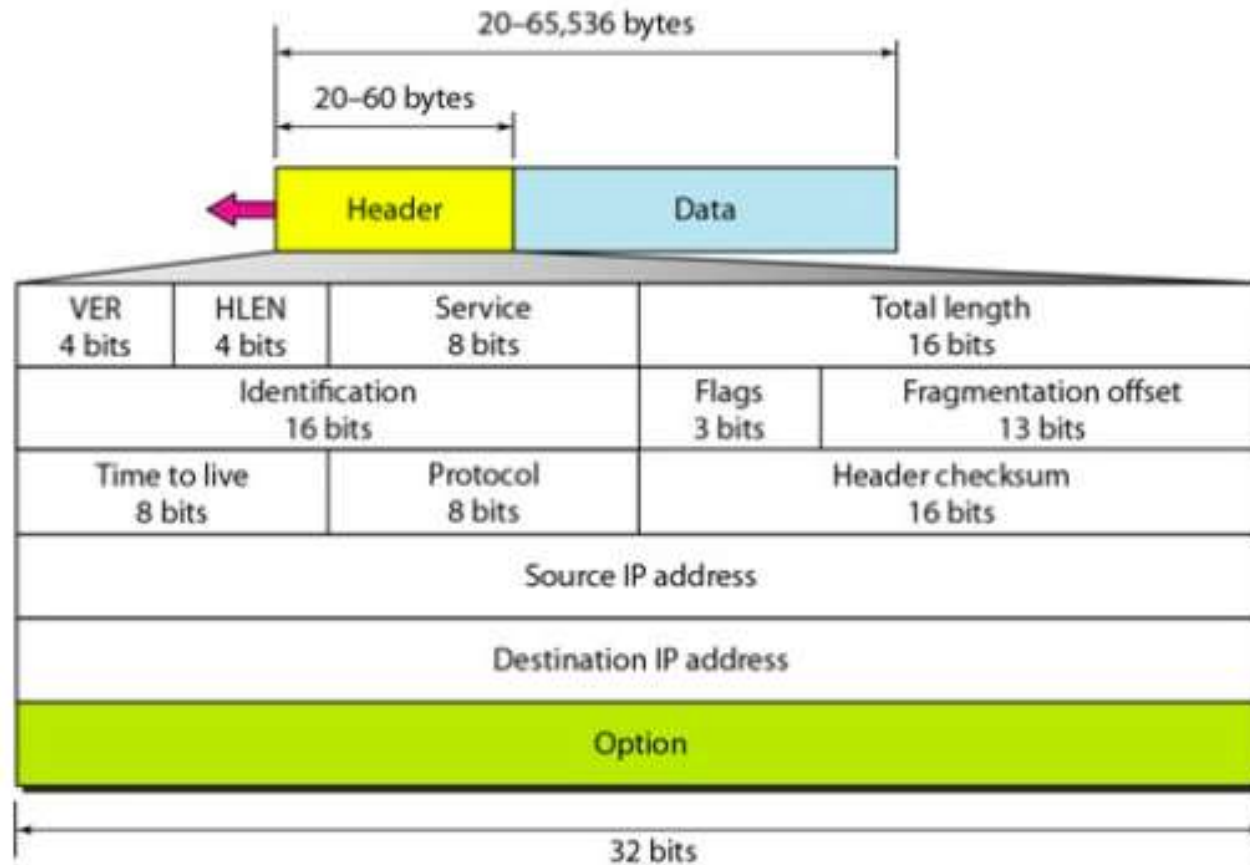 20–65,536 bytes
20–60 bytes
Header
Data
VER
4 bits
HLEN
4 bits
Service
8 bits
Total length
16 bits
Identification
16 bits
Flags
3 bits
Fragmentation offset
13 bits
Time to live
8 bits
Protocol
8 bits
Header checksum
16 bits
Source IP address
Destination IP address
Option
32 bits